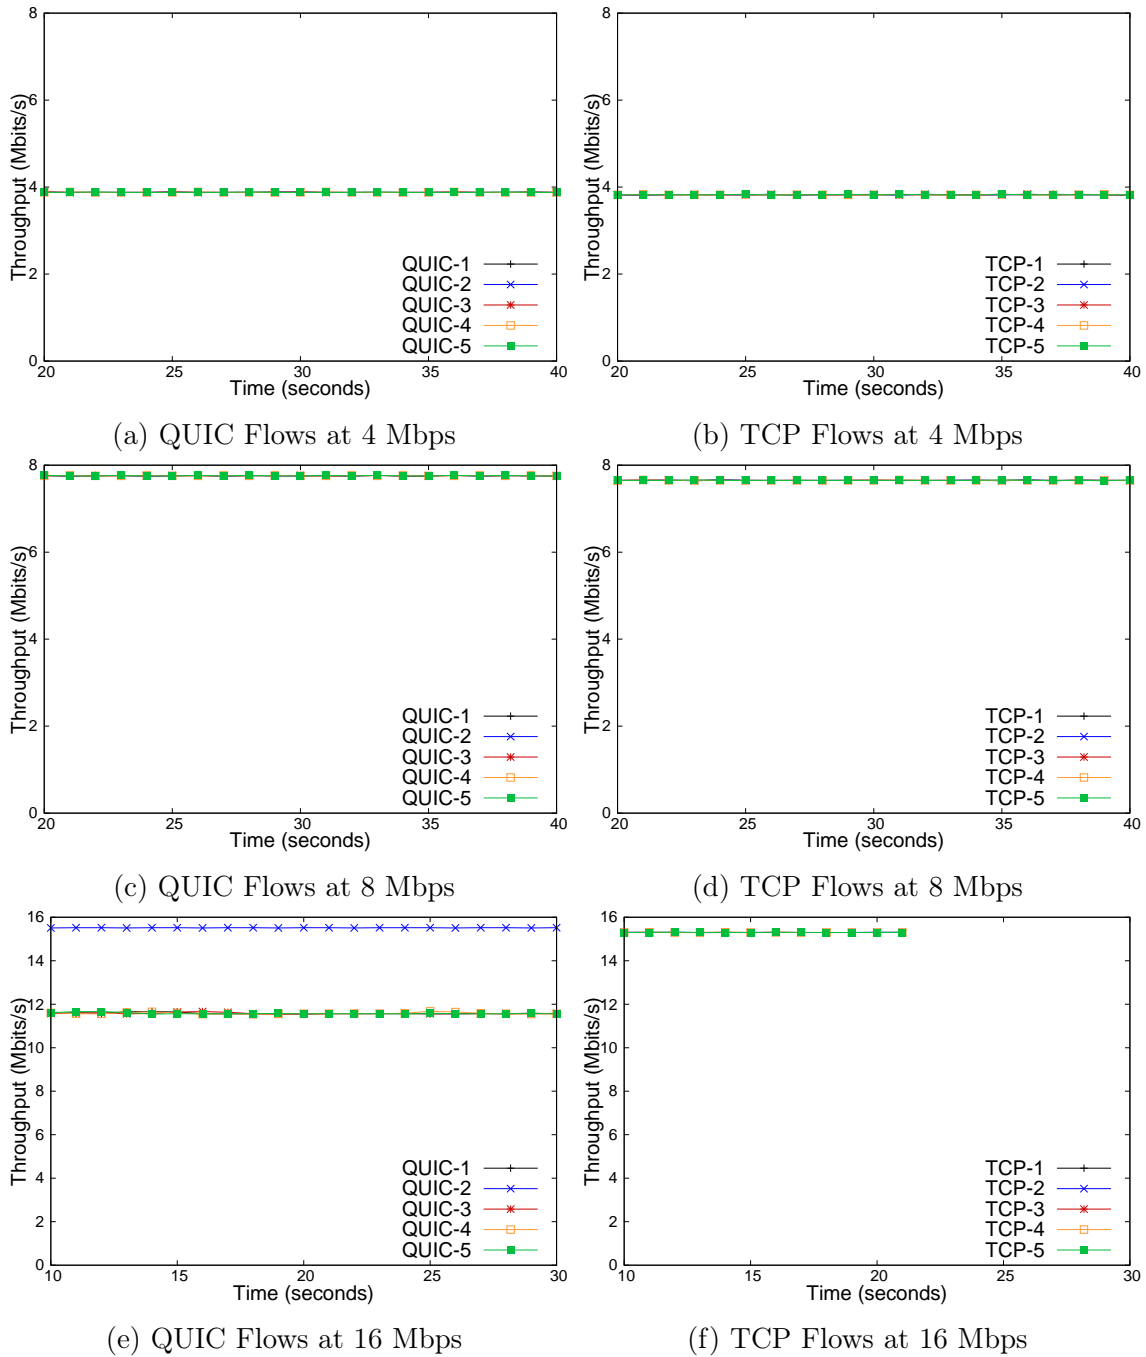 8
6
4
2
0
20 25 30 35 40
Throughput (Mbits/s)
Time (seconds)
QUIC-1
QUIC-2
QUIC-3
QUIC-4
QUIC-5
(a) QUIC Flows at 4 Mbps
8
6
4
2
0
20 25 30 35 40
Throughput (Mbits/s)
Time (seconds)
TCP-1
TCP-2
TCP-3
TCP-4
TCP-5
(b) TCP Flows at 4 Mbps
8
6
4
2
0
20 25 30 35 40
Throughput (Mbits/s)
Time (seconds)
QUIC-1
QUIC-2
QUIC-3
QUIC-4
QUIC-5
(c) QUIC Flows at 8 Mbps
8
6
4
2
0
20 25 30 35 40
Throughput (Mbits/s)
Time (seconds)
TCP-1
TCP-2
TCP-3
TCP-4
TCP-5
(d) TCP Flows at 8 Mbps
16
14
12
10
8
6
4
2
0
10 15 20 25 30
Throughput (Mbits/s)
Time (seconds)
QUIC-1
QUIC-2
QUIC-3
QUIC-4
QUIC-5
(e) QUIC Flows at 16 Mbps
16
14
12
10
8
6
4
2
0
10 15 20 25 30
Throughput (Mbits/s)
Time (seconds)
TCP-1
TCP-2
TCP-3
TCP-4
TCP-5
(f) TCP Flows at 16 Mbps